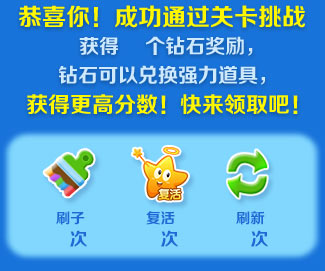 恭喜你！成功通过关卡挑战
获得 个钻石奖励，
钻石可以兑换强力道具，
获得更高分数！快来领取吧！
复活
刷子 复活 刷新
次 次 次